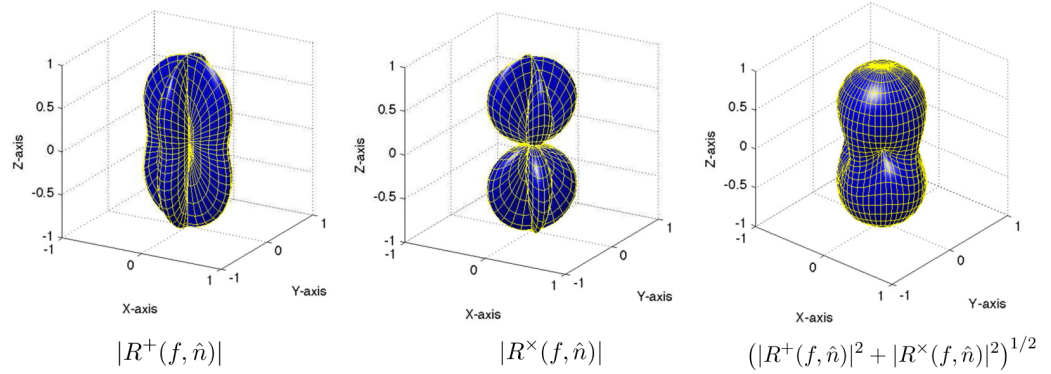 1
0.5
0
-0.5
-1
-1
0
1
-1
0
1
Z-axis
X-axis
Y-axis
|R⁺(f, n̂)|
1
0.5
0
-0.5
-1
-1
0
1
-1
0
1
Z-axis
X-axis
Y-axis
|R^×(f, n̂)|
1
0.5
0
-0.5
-1
-1
0
1
-1
0
1
Z-axis
X-axis
Y-axis
(|R⁺(f, n̂)|² + |R^×(f, n̂)|²)^{1/2}